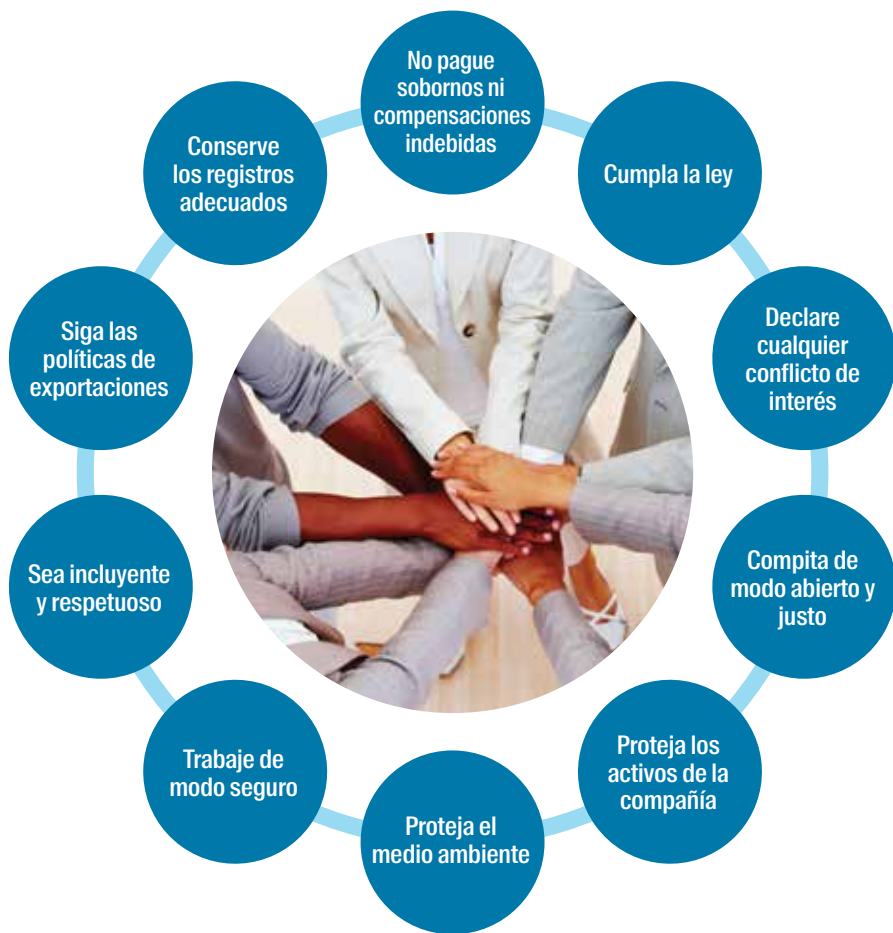 No pague
sobornos ni
compensaciones
indebidas
Cumpla la ley
Declare
cualquier
conflicto de
interés
Compita de
modo abierto y
justo
Proteja los
activos de la
compañía
Proteja el
medio ambiente
Trabaje de
modo seguro
Sea incluyente
y respetuoso
Siga las
políticas de
exportaciones
Conserve
los registros
adecuados